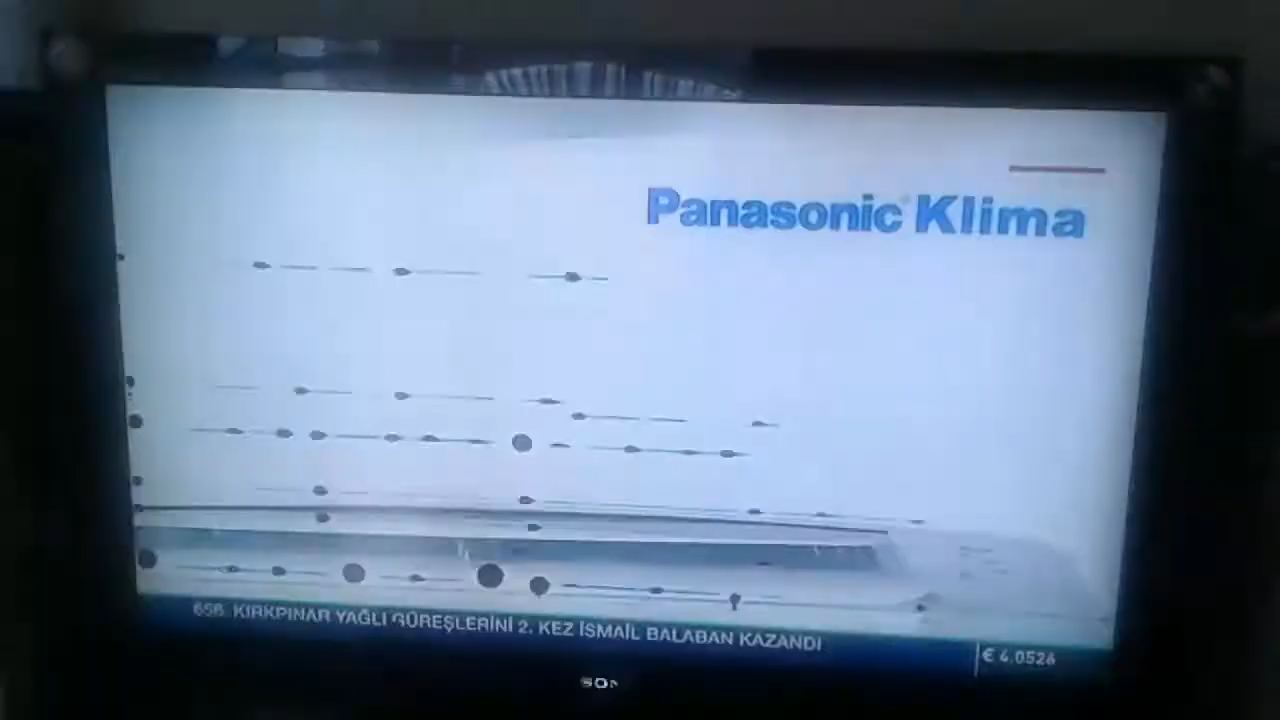 Panasonic Klima
656. KIRKPINAR YAĞLI GÜREŞLERİNİ 2. KEZ İSMAİL BALABAN KAZANDI
€ 4.0526